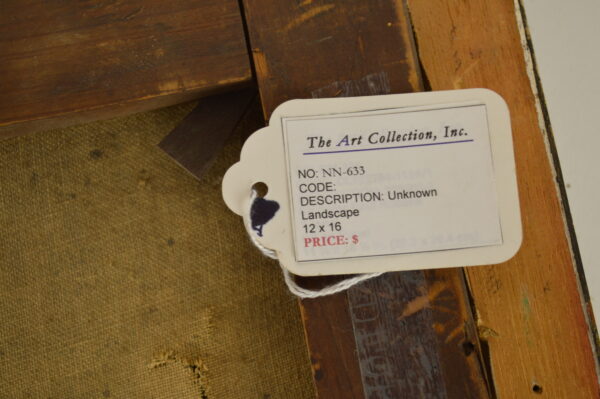 The Art Collection, Inc.
NO: NN-633
CODE:
DESCRIPTION: Unknown
Landscape
12 x 16
PRICE: $